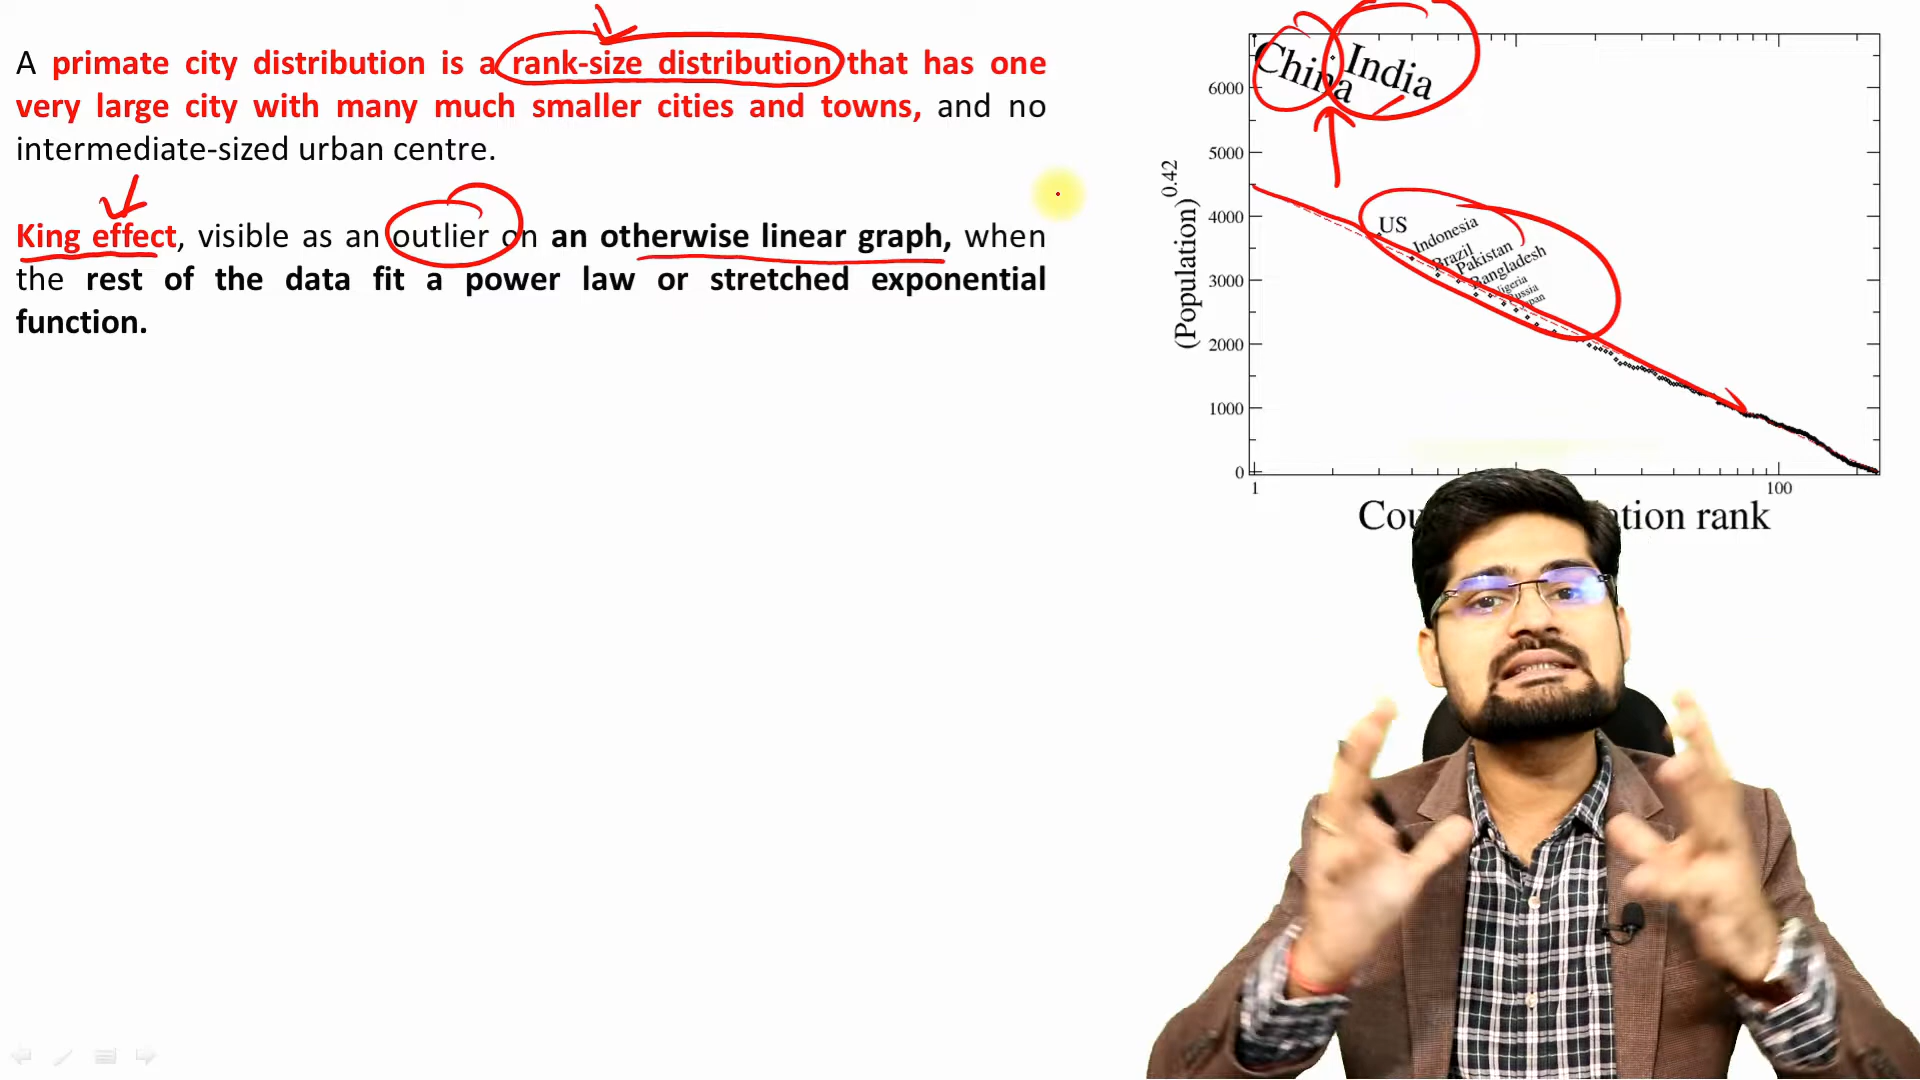 A primate city distribution is a rank-size distribution that has one
very large city with many much smaller cities and towns, and no
intermediate-sized urban centre.
King effect, visible as an outlier on an otherwise linear graph, when
the rest of the data fit a power law or stretched exponential
function.
China
India
6000
5000
4000
3000
2000
1000
0
(Population)^0.42
US
Indonesia
Brazil
Pakistan
Bangladesh
1
100
rank